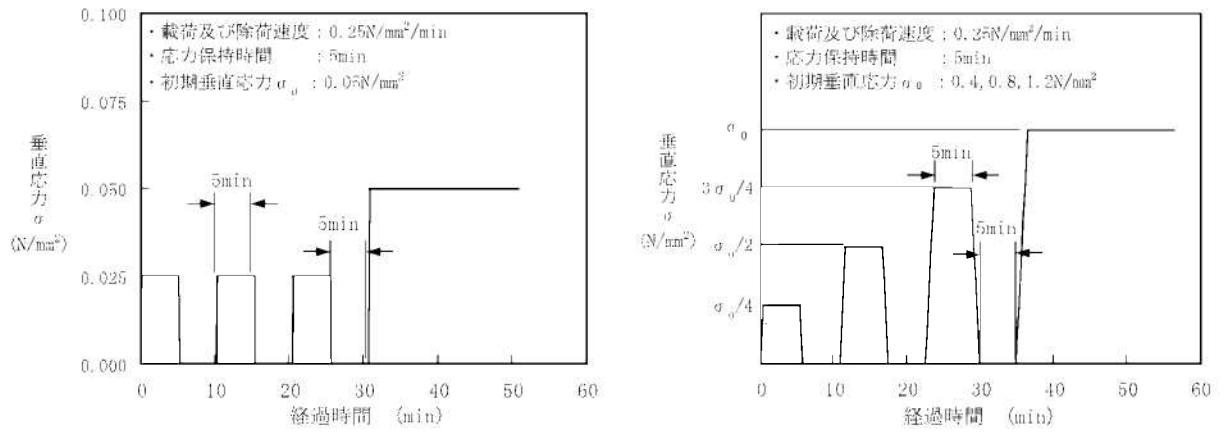 0.100
0.075
0.050
0.025
0.000
垂直応力σ
(N/mm²)
・載荷及び除荷速度：0.25N/mm²/min
・応力保持時間　　：5min
・初期垂直応力σ₀：0.05N/mm²
5min
5min
0 10 20 30 40 50 60
経過時間 (min)
垂直応力σ
(N/mm²)
σ₀
3σ₀/4
σ₀/2
σ₀/4
・載荷及び除荷速度：0.25N/mm²/min
・応力保持時間　　：5min
・初期垂直応力σ₀：0.4,0.8,1.2N/mm²
5min
5min
0 10 20 30 40 50 60
経過時間 (min)